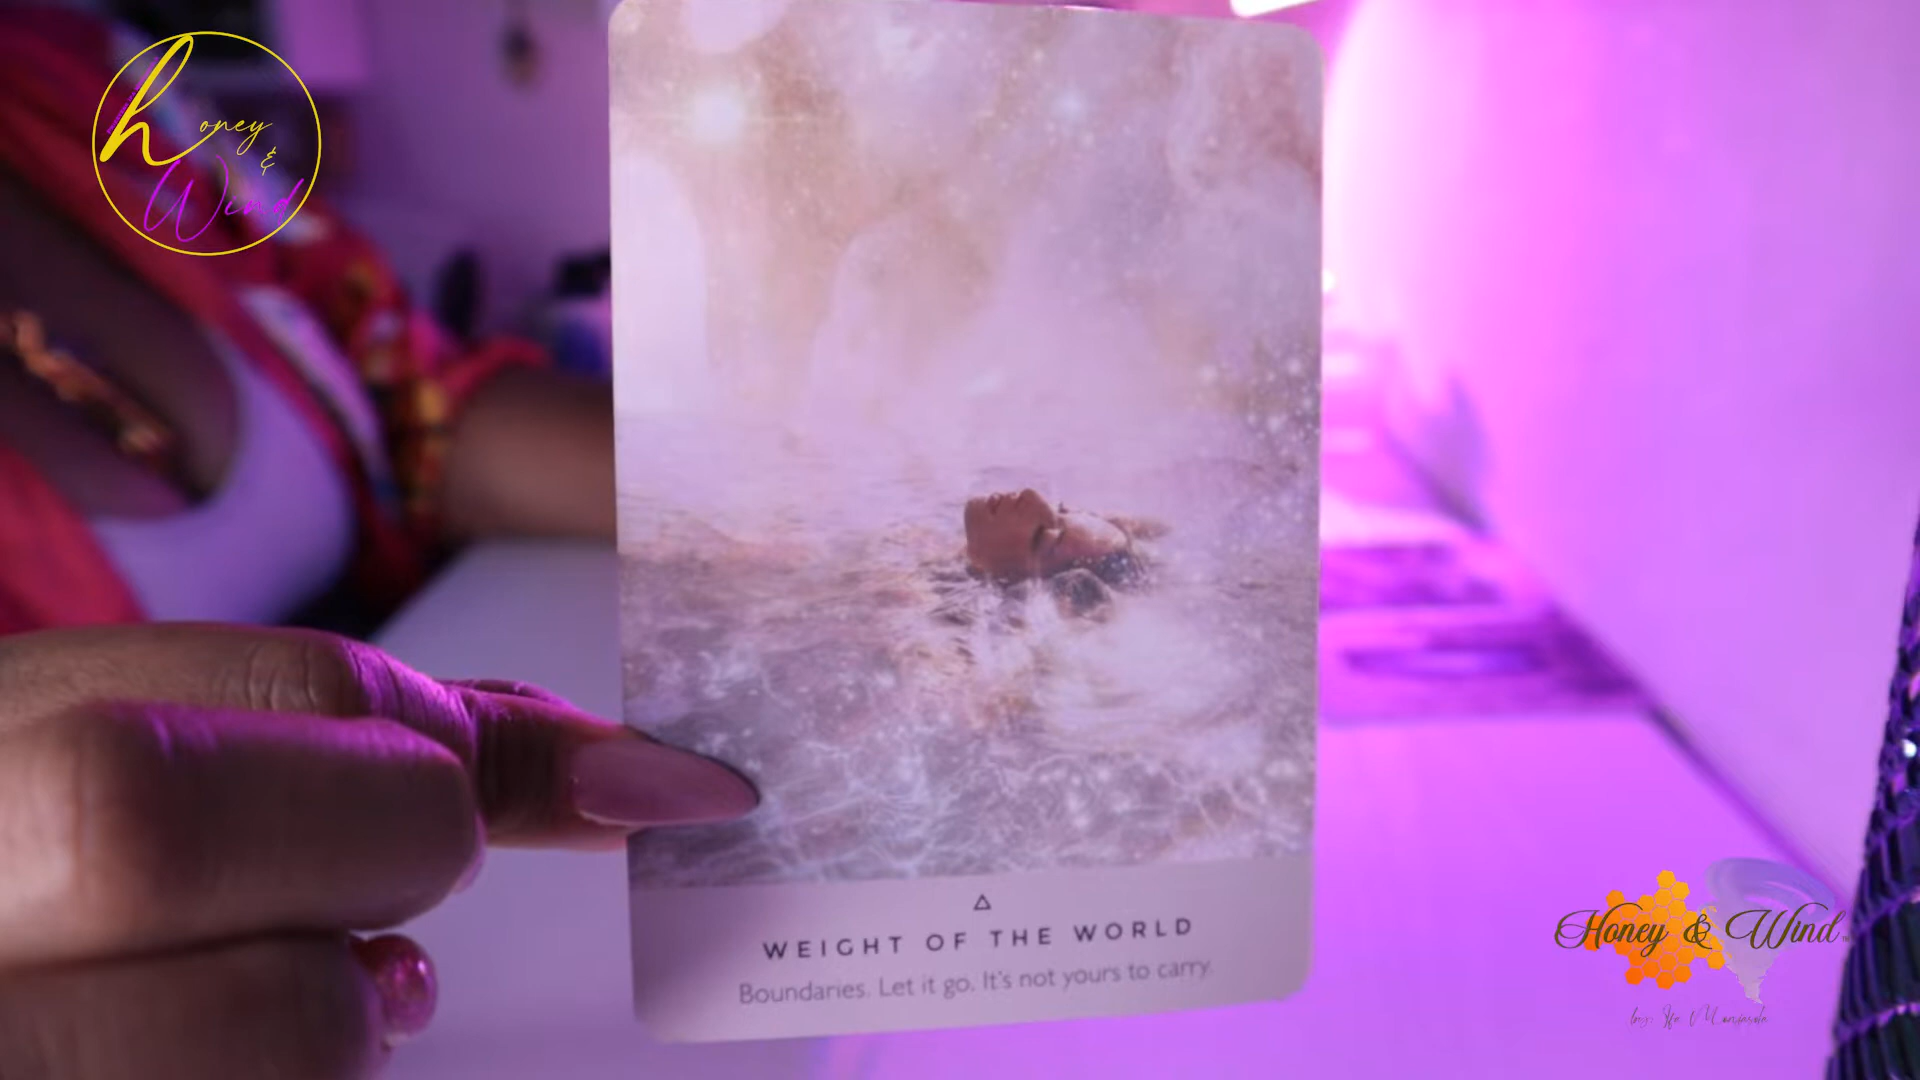 honey
&
Wind
WEIGHT OF THE WORLD
Boundaries. Let it go. It's not yours to carry.
Honey & Wind